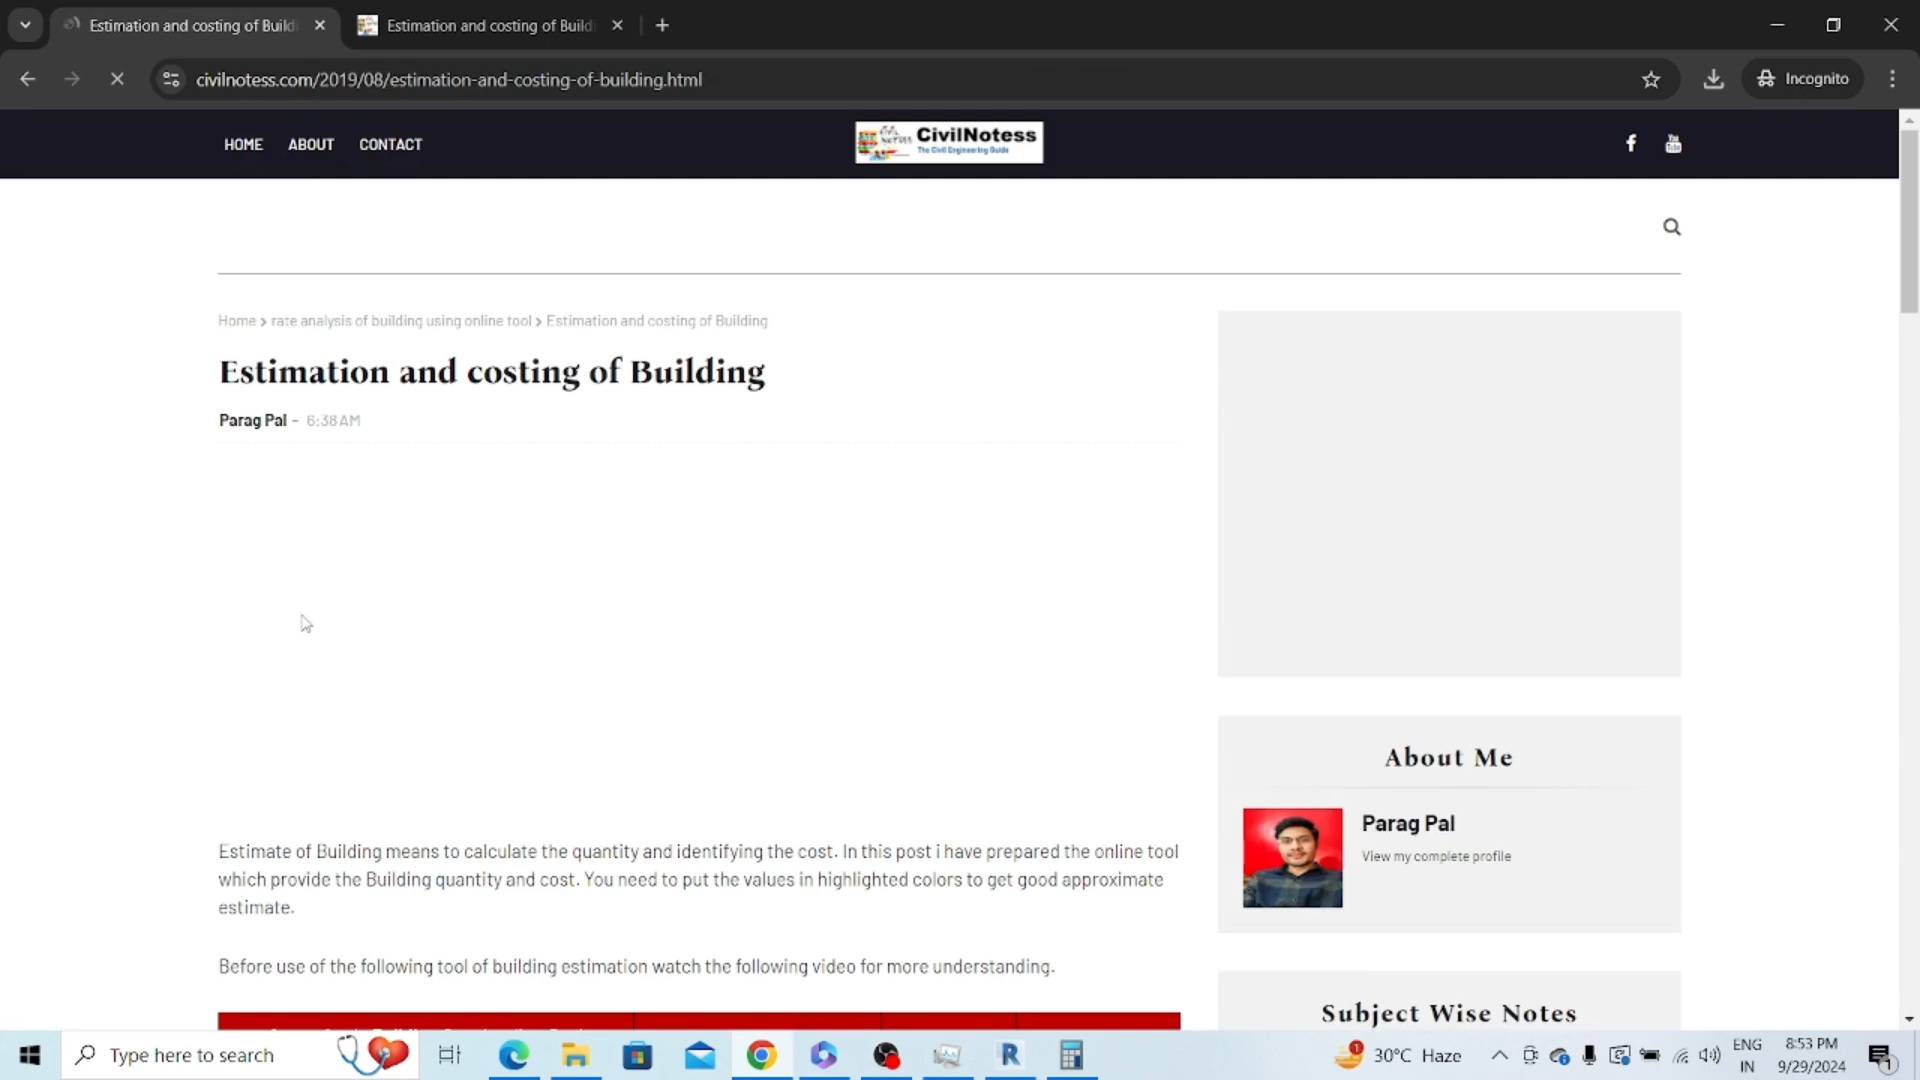 Estimation and costing of Build
Estimation and costing of Build
civilnotess.com/2019/08/estimation-and-costing-of-building.html
Incognito
HOME ABOUT CONTACT
CivilNotess
The Civil Engineering Guide
Home > rate analysis of building using online tool > Estimation and costing of Building
Estimation and costing of Building
Parag Pal - 6:38 AM
Estimate of Building means to calculate the quantity and identifying the cost. In this post i have prepared the online tool
which provide the Building quantity and cost. You need to put the values in highlighted colors to get good approximate
estimate.
Before use of the following tool of building estimation watch the following video for more understanding.
About Me
Parag Pal
View my complete profile
Subject Wise Notes
Type here to search
30°C Haze
ENG
IN
8:53 PM
9/29/2024